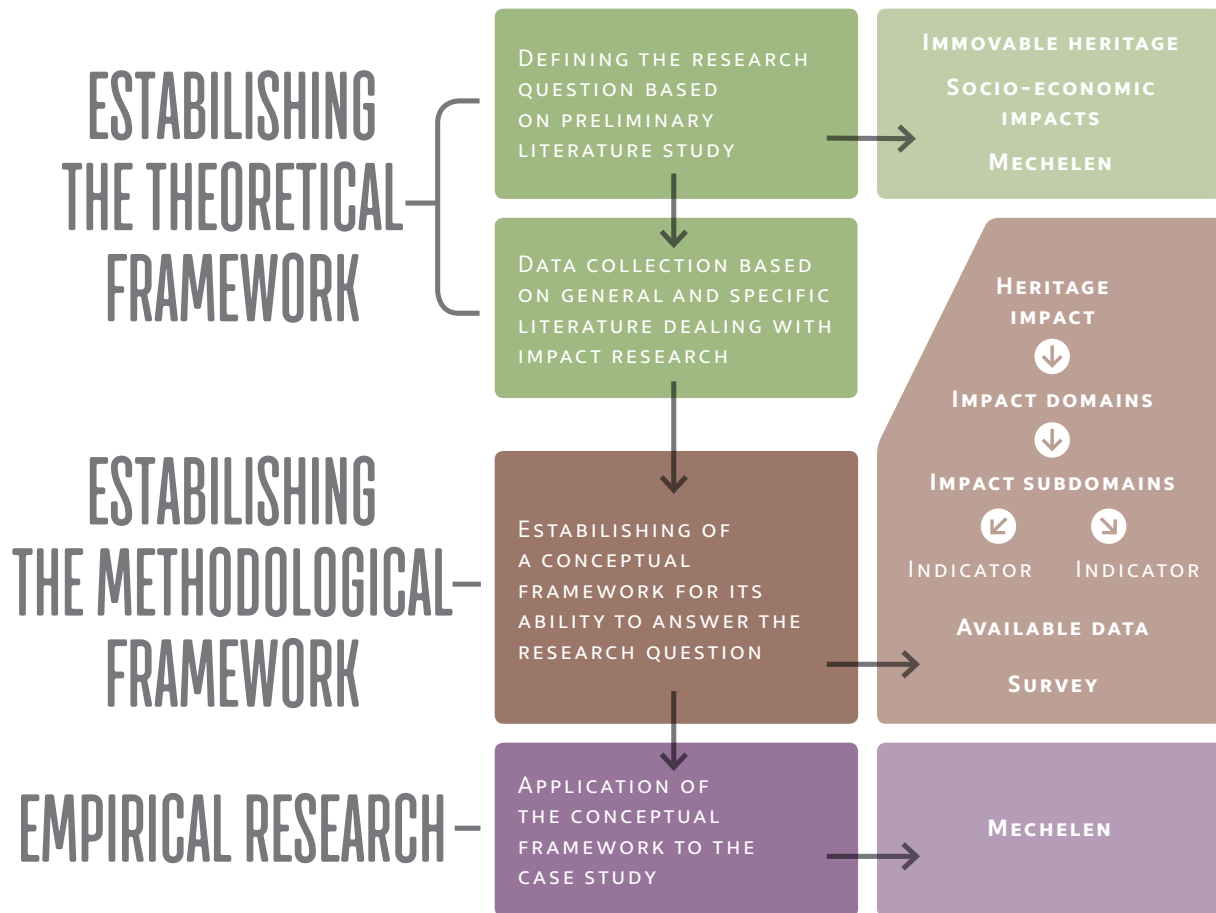 ESTABILISHING
THE THEORETICAL
FRAMEWORK
DEFINING THE RESEARCH
QUESTION BASED
ON PRELIMINARY
LITERATURE STUDY
IMMOVABLE HERITAGE
SOCIO-ECONOMIC
IMPACTS
MECHELEN
DATA COLLECTION BASED
ON GENERAL AND SPECIFIC
LITERATURE DEALING WITH
IMPACT RESEARCH
ESTABILISHING
THE METHODOLOGICAL
FRAMEWORK
ESTABILISHING OF
A CONCEPTUAL
FRAMEWORK FOR ITS
ABILITY TO ANSWER THE
RESEARCH QUESTION
HERITAGE
IMPACT
IMPACT DOMAINS
IMPACT SUBDOMAINS
INDICATOR INDICATOR
AVAILABLE DATA
SURVEY
EMPIRICAL RESEARCH
APPLICATION OF
THE CONCEPTUAL
FRAMEWORK TO THE
CASE STUDY
MECHELEN